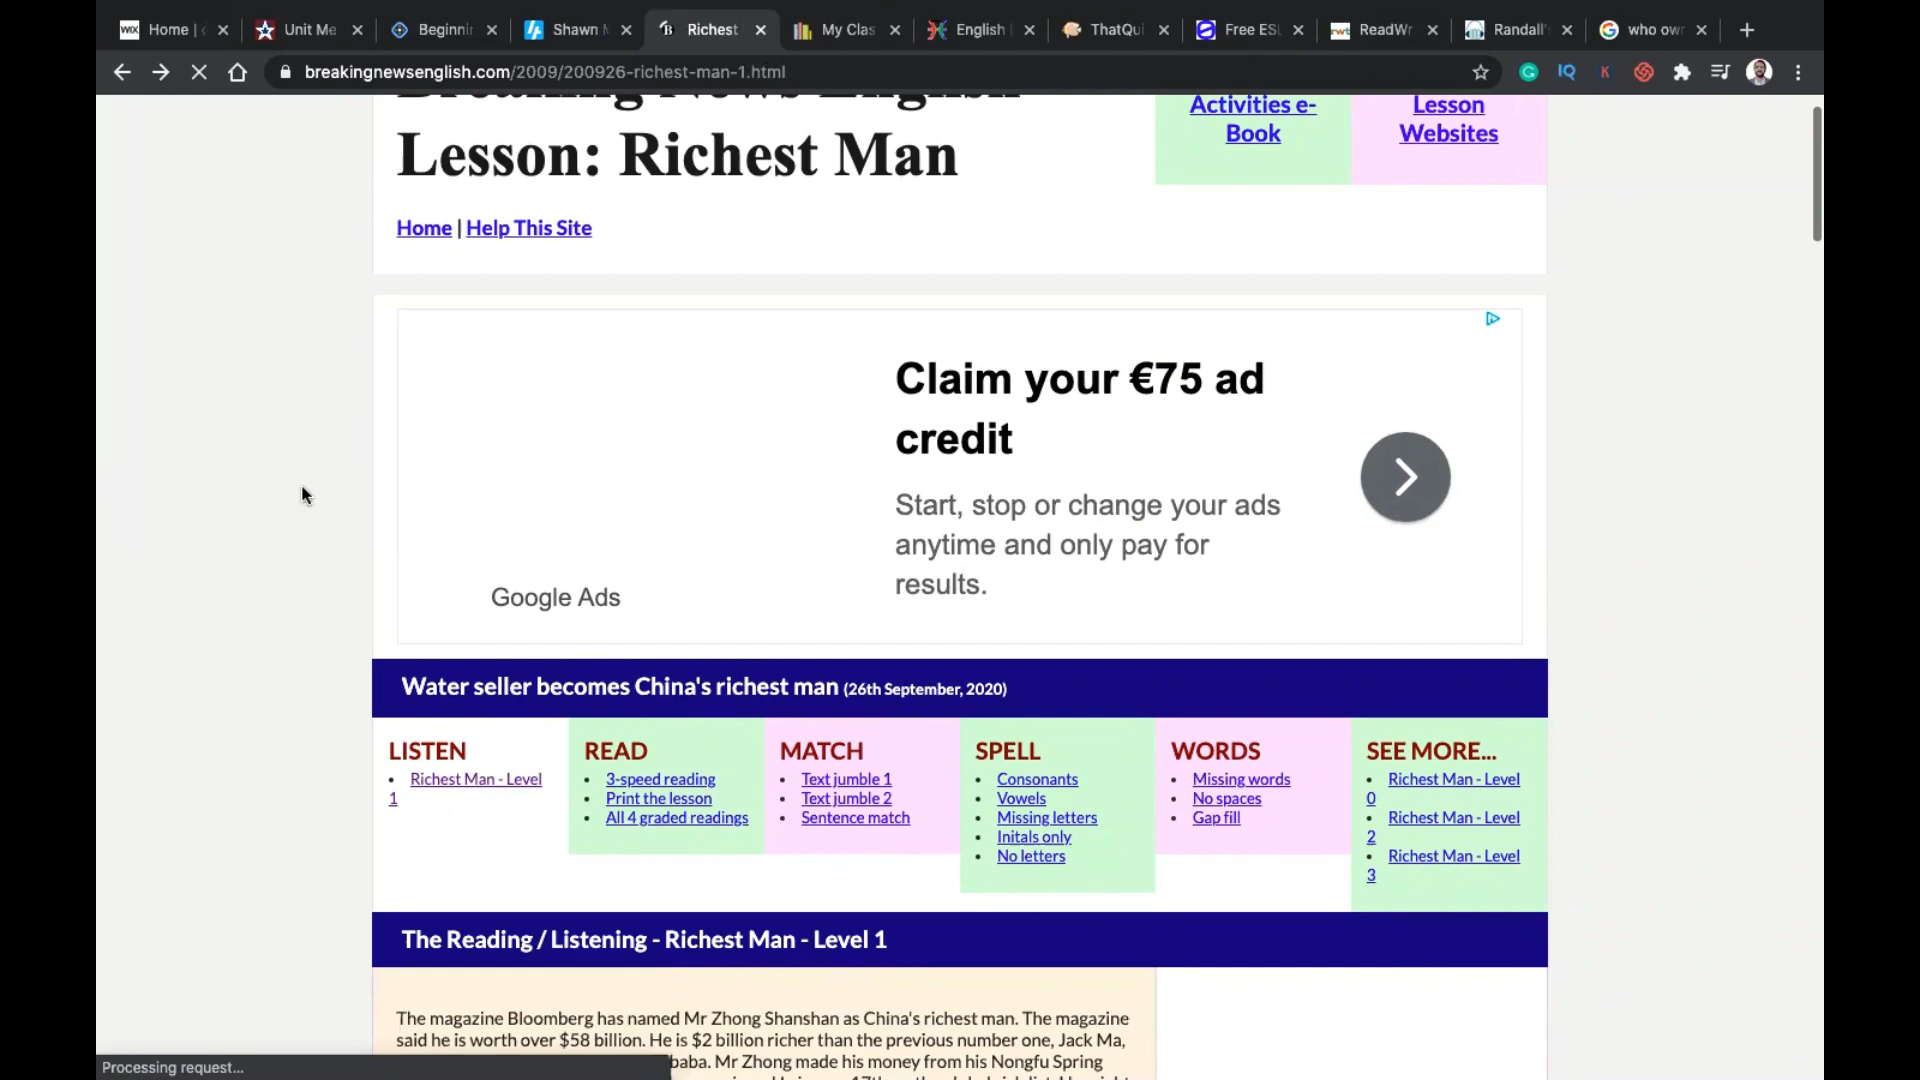 Home | c
Unit Me
Beginnin
Shawn M
Richest
My Clas
English
ThatQui
Free ESL
ReadWr
Randall'
who owr
breakingnewsenglish.com/2009/200926-richest-man-1.html
Breaking News English
Lesson: Richest Man
Activities e-
Book
Lesson
Websites
Home | Help This Site
Claim your €75 ad
credit
Start, stop or change your ads
anytime and only pay for
results.
Google Ads
Water seller becomes China's richest man (26th September, 2020)
LISTEN
• Richest Man - Level
1
READ
• 3-speed reading
• Print the lesson
• All 4 graded readings
MATCH
• Text jumble 1
• Text jumble 2
• Sentence match
SPELL
• Consonants
• Vowels
• Missing letters
• Initals only
• No letters
WORDS
• Missing words
• No spaces
• Gap fill
SEE MORE...
• Richest Man - Level
0
• Richest Man - Level
2
• Richest Man - Level
3
The Reading / Listening - Richest Man - Level 1
The magazine Bloomberg has named Mr Zhong Shanshan as China's richest man. The magazine
said he is worth over $58 billion. He is $2 billion richer than the previous number one, Jack Ma,
baba. Mr Zhong made his money from his Nongfu Spring
Processing request...